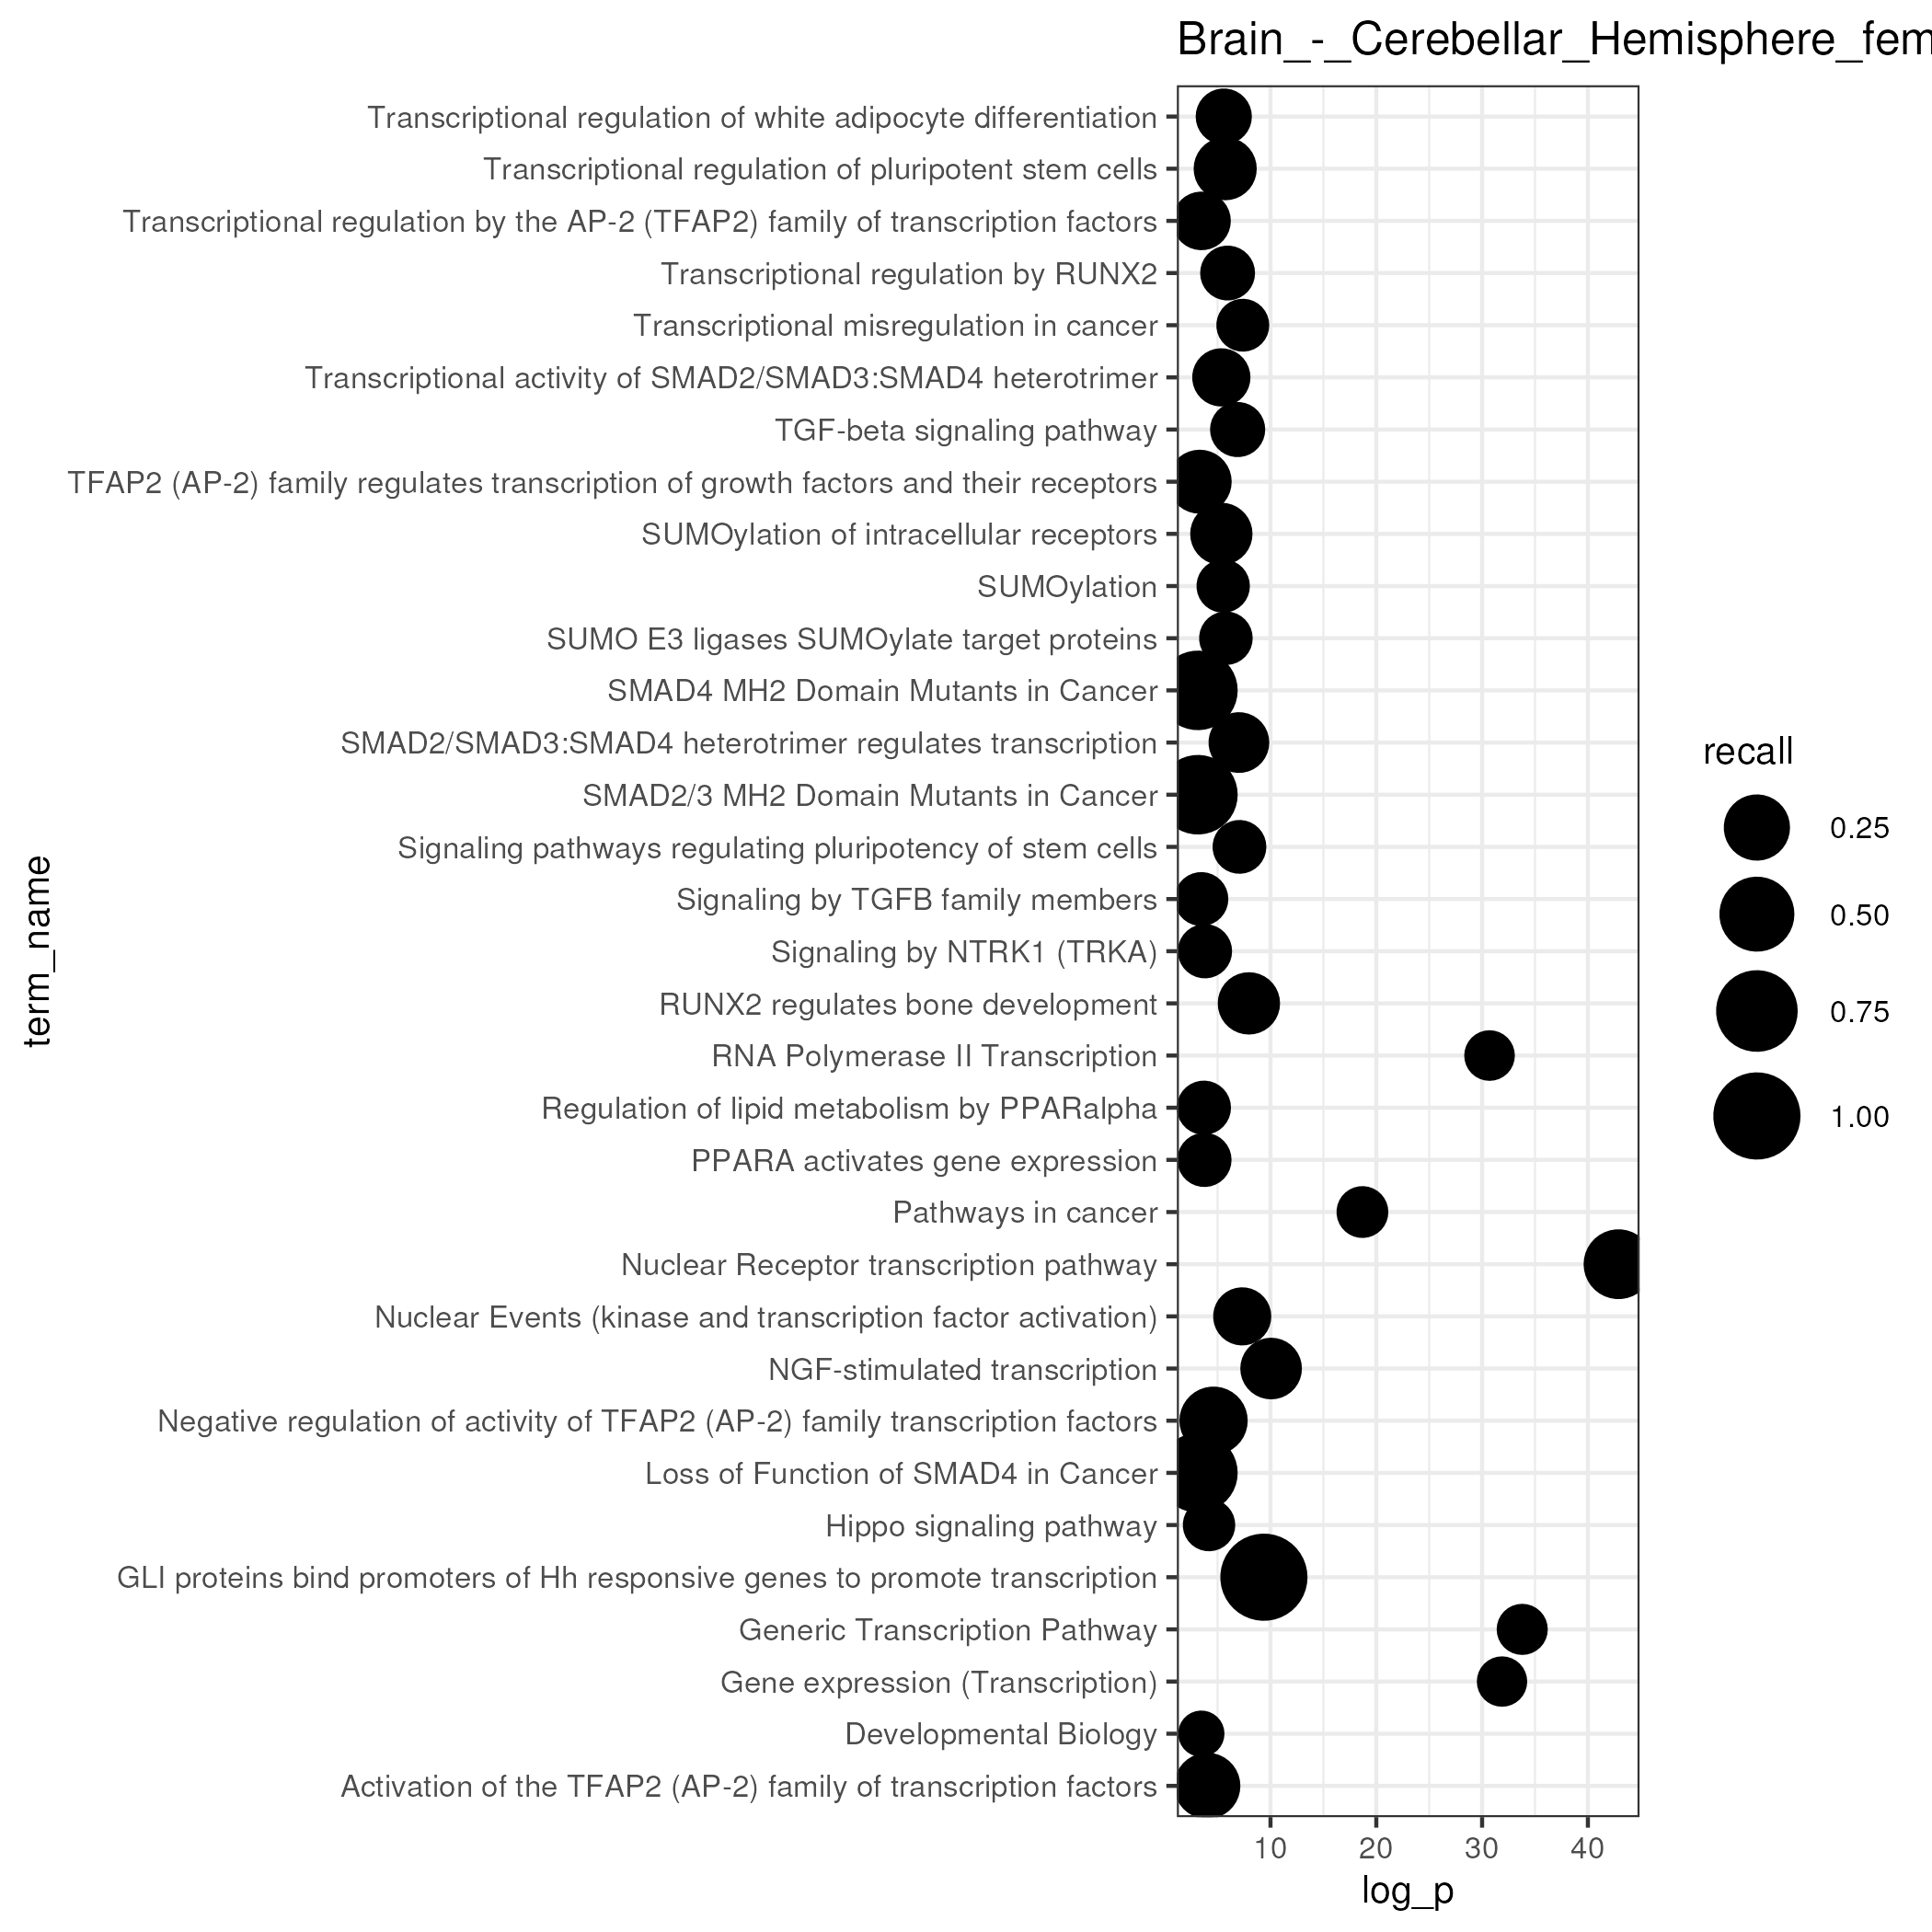 Brain_-_Cerebellar_Hemisphere_fem
Transcriptional regulation of white adipocyte differentiation
Transcriptional regulation of pluripotent stem cells
Transcriptional regulation by the AP-2 (TFAP2) family of transcription factors
Transcriptional regulation by RUNX2
Transcriptional misregulation in cancer
Transcriptional activity of SMAD2/SMAD3:SMAD4 heterotrimer
TGF-beta signaling pathway
TFAP2 (AP-2) family regulates transcription of growth factors and their receptors
SUMOylation of intracellular receptors
SUMOylation
SUMO E3 ligases SUMOylate target proteins
SMAD4 MH2 Domain Mutants in Cancer
SMAD2/SMAD3:SMAD4 heterotrimer regulates transcription
SMAD2/3 MH2 Domain Mutants in Cancer
Signaling pathways regulating pluripotency of stem cells
Signaling by TGFB family members
Signaling by NTRK1 (TRKA)
RUNX2 regulates bone development
RNA Polymerase II Transcription
Regulation of lipid metabolism by PPARalpha
PPARA activates gene expression
Pathways in cancer
Nuclear Receptor transcription pathway
Nuclear Events (kinase and transcription factor activation)
NGF-stimulated transcription
Negative regulation of activity of TFAP2 (AP-2) family transcription factors
Loss of Function of SMAD4 in Cancer
Hippo signaling pathway
GLI proteins bind promoters of Hh responsive genes to promote transcription
Generic Transcription Pathway
Gene expression (Transcription)
Developmental Biology
Activation of the TFAP2 (AP-2) family of transcription factors
term_name
10 20 30 40
log_p
recall
0.25
0.50
0.75
1.00